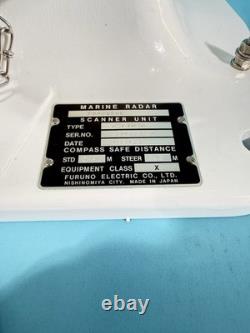 MARINE RADAR
SCANNER UNIT
TYPE
SER.NO.
DATE
COMPASS SAFE DISTANCE
STD M STEER M
EQUIPMENT CLASS X
FURUNO ELECTRIC CO., LTD.
NISHINOMIYA CITY, MADE IN JAPAN